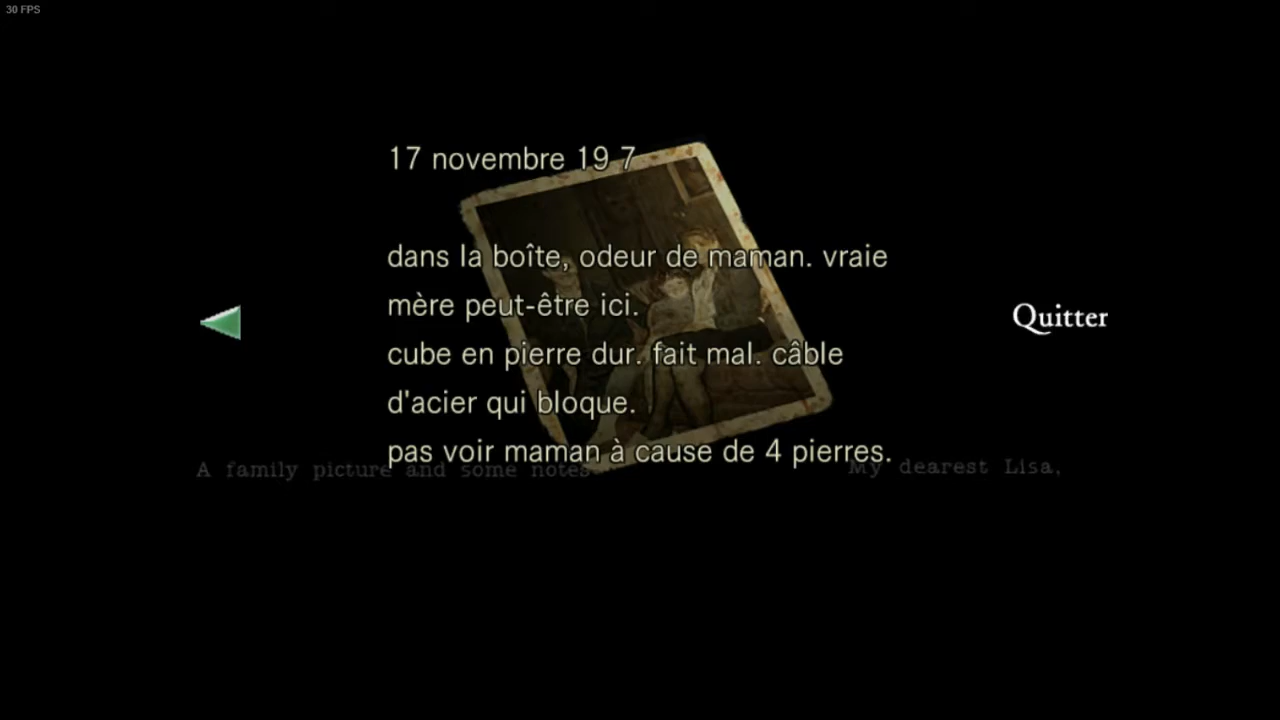 30 FPS
17 novembre 19 7
dans la boîte, odeur de maman. vraie
mère peut-être ici.
cube en pierre dur. fait mal. câble
d'acier qui bloque.
pas voir maman à cause de 4 pierres.
Quitter
A family picture and some notes
My dearest Lisa,